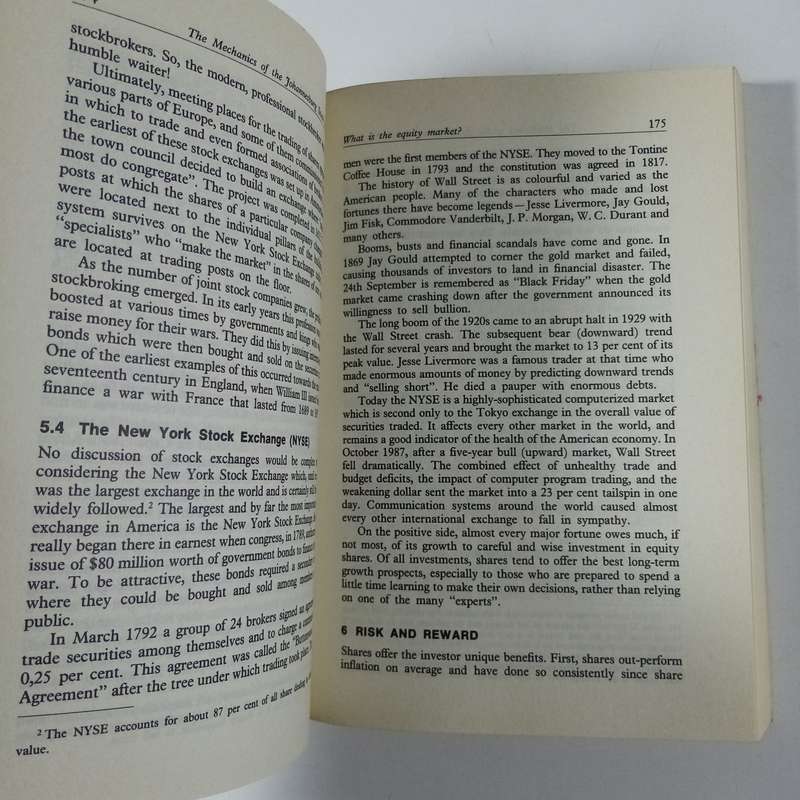 The Mechanics of the Johannesburg
stockbrokers. So, the modern, professional stockbroker
humble waiter!
Ultimately, meeting places for the trading of shares
various parts of Europe, and some of them
in which to trade and even formed associations of
the earliest of these stock exchanges was set up in
the town council decided to build an exchange
most do congregate". The project was completed in
posts at which the shares of a particular company
were located next to the individual pillars of the
system survives on the New York Stock Exchange
"specialists" who "make the market" in the shares of
are located at trading posts on the floor.
As the number of joint stock companies grew, the
stockbroking emerged. In its early years this profession
boosted at various times by governments and kings
raise money for their wars. They did this by issuing
bonds which were then bought and sold on the
One of the earliest examples of this occurred towards the
seventeenth century in England, when William III
finance a war with France that lasted from 1689 to
5.4 The New York Stock Exchange (NYSE)
No discussion of stock exchanges would be complete
considering the New York Stock Exchange which,
was the largest exchange in the world and is certainly still
widely followed.² The largest and by far the most important
exchange in America is the New York Stock Exchange.
really began there in earnest when congress, in 1789,
issue of $80 million worth of government bonds to finance
war. To be attractive, these bonds required a
where they could be bought and sold among
public.
In March 1792 a group of 24 brokers signed an
trade securities among themselves and to charge a
0,25 per cent. This agreement was called the
Agreement" after the tree under which trading took place.
² The NYSE accounts for about 87 per cent of all share dealing
value.
What is the equity market? 175
men were the first members of the NYSE. They moved to the Tontine
Coffee House in 1793 and the constitution was agreed in 1817.
The history of Wall Street is as colourful and varied as the
American people. Many of the characters who made and lost
fortunes there have become legends—Jesse Livermore, Jay Gould,
Jim Fisk, Commodore Vanderbilt, J. P. Morgan, W. C. Durant and
many others.
Booms, busts and financial scandals have come and gone. In
1869 Jay Gould attempted to corner the gold market and failed,
causing thousands of investors to land in financial disaster. The
24th September is remembered as "Black Friday" when the gold
market came crashing down after the government announced its
willingness to sell bullion.
The long boom of the 1920s came to an abrupt halt in 1929 with
the Wall Street crash. The subsequent bear (downward) trend
lasted for several years and brought the market to 13 per cent of its
peak value. Jesse Livermore was a famous trader at that time who
made enormous amounts of money by predicting downward trends
and "selling short". He died a pauper with enormous debts.
Today the NYSE is a highly-sophisticated computerized market
which is second only to the Tokyo exchange in the overall value of
securities traded. It affects every other market in the world, and
remains a good indicator of the health of the American economy. In
October 1987, after a five-year bull (upward) market, Wall Street
fell dramatically. The combined effect of unhealthy trade and
budget deficits, the impact of computer program trading, and the
weakening dollar sent the market into a 23 per cent tailspin in one
day. Communication systems around the world caused almost
every other international exchange to fall in sympathy.
On the positive side, almost every major fortune owes much, if
not most, of its growth to careful and wise investment in equity
shares. Of all investments, shares tend to offer the best long-term
growth prospects, especially to those who are prepared to spend a
little time learning to make their own decisions, rather than relying
on one of the many "experts".
6 RISK AND REWARD
Shares offer the investor unique benefits. First, shares out-perform
inflation on average and have done so consistently since share